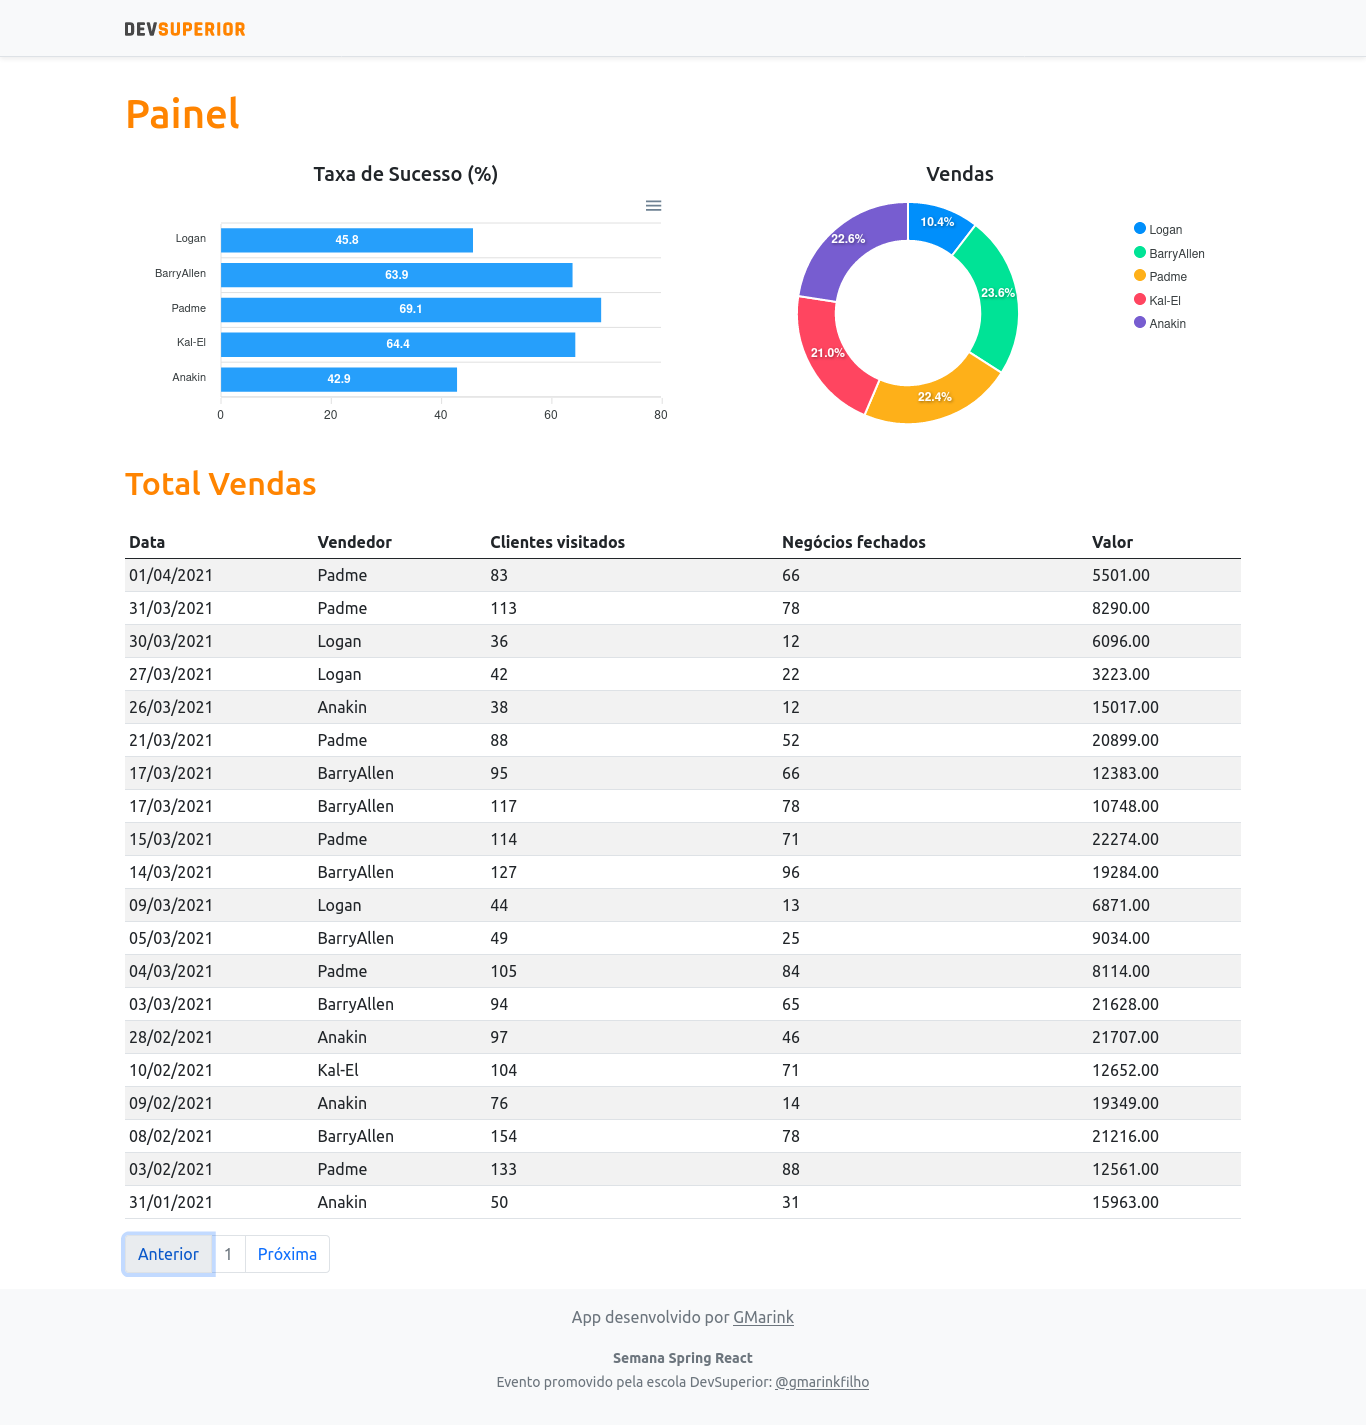 DEVSUPERIOR
Painel
Taxa de Sucesso (%)
Logan 45.8
BarryAllen 63.9
Padme 69.1
Kal-El 64.4
Anakin 42.9
0 20 40 60 80
Vendas
10.4%
23.6%
22.4%
21.0%
22.6%
Logan
BarryAllen
Padme
Kal-El
Anakin
Total Vendas
Data Vendedor Clientes visitados Negócios fechados Valor
01/04/2021 Padme 83 66 5501.00
31/03/2021 Padme 113 78 8290.00
30/03/2021 Logan 36 12 6096.00
27/03/2021 Logan 42 22 3223.00
26/03/2021 Anakin 38 12 15017.00
21/03/2021 Padme 88 52 20899.00
17/03/2021 BarryAllen 95 66 12383.00
17/03/2021 BarryAllen 117 78 10748.00
15/03/2021 Padme 114 71 22274.00
14/03/2021 BarryAllen 127 96 19284.00
09/03/2021 Logan 44 13 6871.00
05/03/2021 BarryAllen 49 25 9034.00
04/03/2021 Padme 105 84 8114.00
03/03/2021 BarryAllen 94 65 21628.00
28/02/2021 Anakin 97 46 21707.00
10/02/2021 Kal-El 104 71 12652.00
09/02/2021 Anakin 76 14 19349.00
08/02/2021 BarryAllen 154 78 21216.00
03/02/2021 Padme 133 88 12561.00
31/01/2021 Anakin 50 31 15963.00
Anterior 1 Próxima
App desenvolvido por GMarink
Semana Spring React
Evento promovido pela escola DevSuperior: @gmarinkfilho